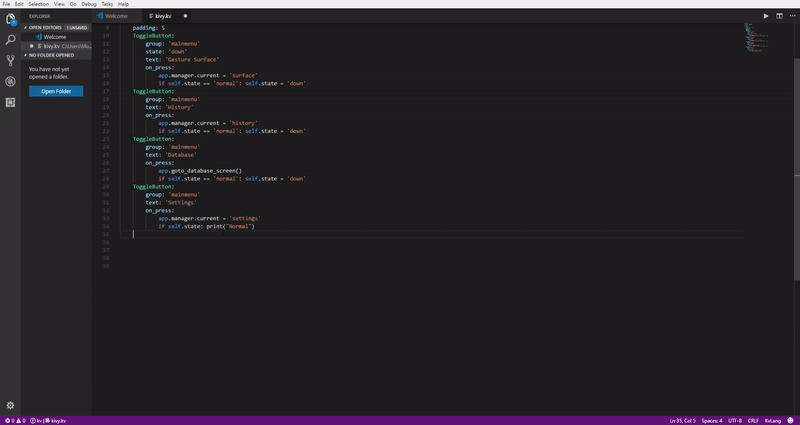 File Edit Selection View Go Debug Tasks Help
EXPLORER
Welcome
kivy.kv
OPEN EDITORS 1 UNSAVED
Welcome
kivy.kv C:\Users\Mo...
NO FOLDER OPENED
You have not yet
opened a folder.
Open Folder
9 padding: 5
10 ToggleButton:
11 group: 'mainmenu'
12 state: 'down'
13 text: 'Gesture Surface'
14 on_press:
15 app.manager.current = 'surface'
16 if self.state == 'normal': self.state = 'down'
17 ToggleButton:
18 group: 'mainmenu'
19 text: 'History'
20 on_press:
21 app.manager.current = 'history'
22 if self.state == 'normal': self.state = 'down'
23 ToggleButton:
24 group: 'mainmenu'
25 text: 'Database'
26 on_press:
27 app.goto_database_screen()
28 if self.state == 'normal': self.state = 'down'
29 ToggleButton:
30 group: 'mainmenu'
31 text: 'Settings'
32 on_press:
33 app.manager.current = 'settings'
34 if self.state: print("Normal")
35
36
37
38
39
0 0 kv | kivy.kv
Ln 35, Col 5 Spaces: 4 UTF-8 CRLF KvLang